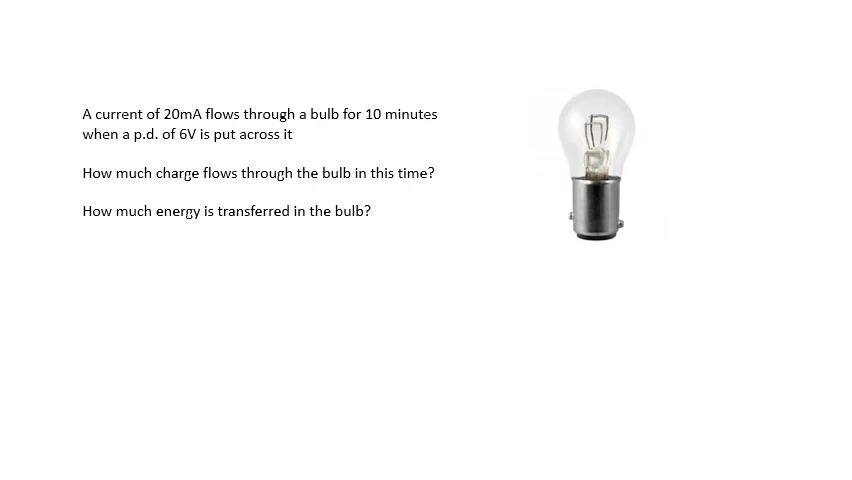 A current of 20mA flows through a bulb for 10 minutes
when a p.d. of 6V is put across it
How much charge flows through the bulb in this time?
How much energy is transferred in the bulb?